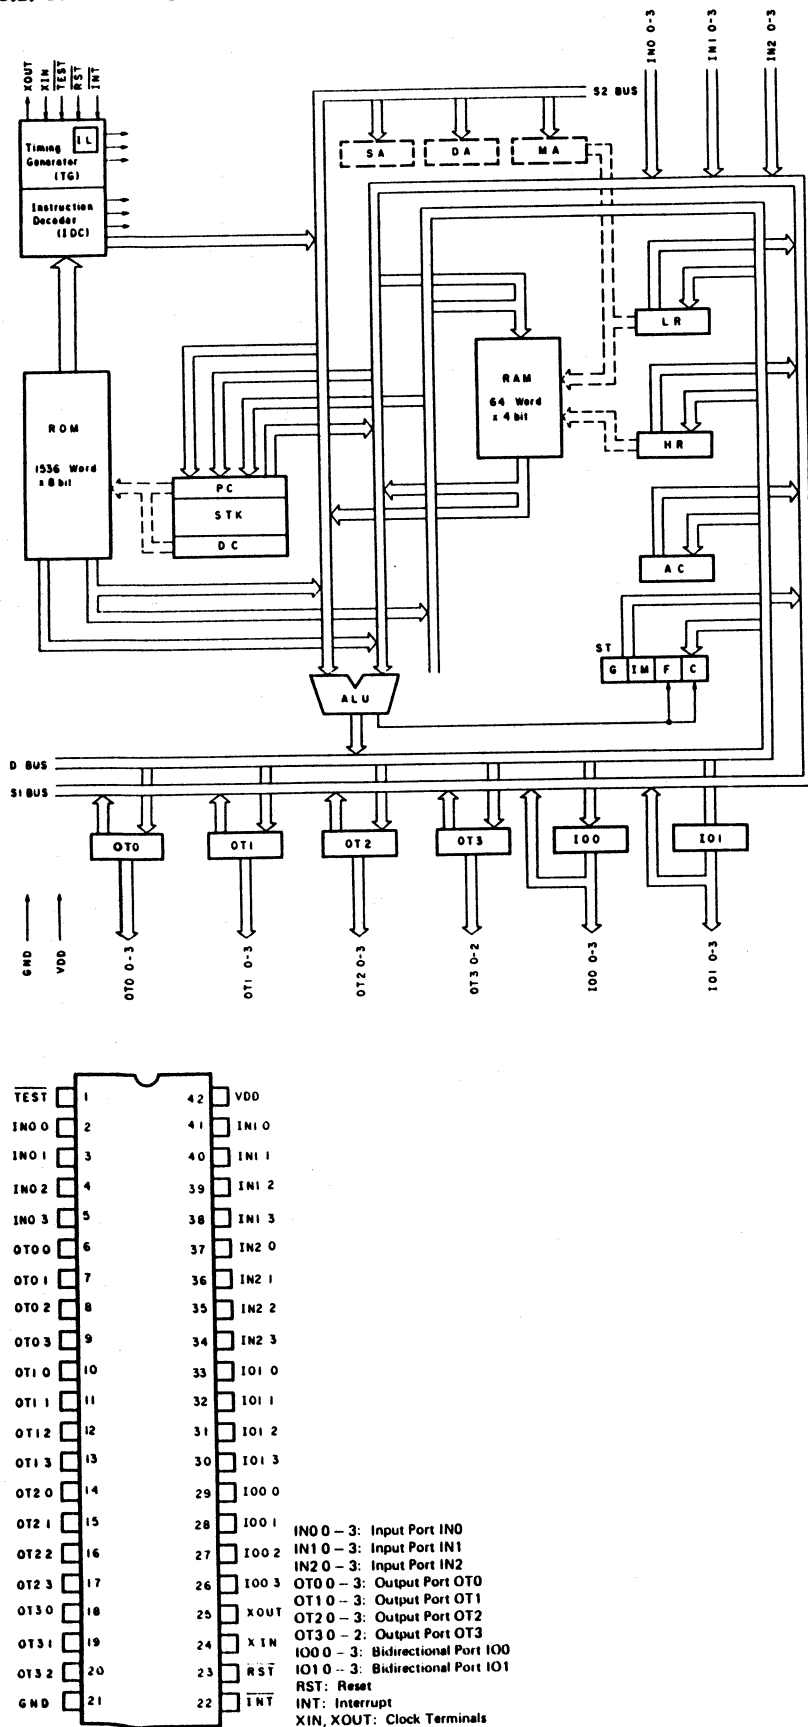 XOUT
XIN
TEST
RST
INT
IN0 0-3
IN1 0-3
IN2 0-3
S2 BUS
IL
Timing
Generator
(TG)
Instruction
Decoder
(IDC)
SA
DA
MA
LR
RAM
64 Word
x 4 bit
HR
ROM
1536 Word
x 8 bit
PC
STK
DC
AC
ST
G IM F C
ALU
D BUS
S1 BUS
OT0
OT1
OT2
OT3
IO0
IO1
GND
VDD
OT0 0-3
OT1 0-3
OT2 0-3
OT3 0-2
IO0 0-3
IO1 0-3
TEST 1 42 VDD
IN0 0 2 41 IN1 0
IN0 1 3 40 IN1 1
IN0 2 4 39 IN1 2
IN0 3 5 38 IN1 3
OT0 0 6 37 IN2 0
OT0 1 7 36 IN2 1
OT0 2 8 35 IN2 2
OT0 3 9 34 IN2 3
OT1 0 10 33 IO1 0
OT1 1 11 32 IO1 1
OT1 2 12 31 IO1 2
OT1 3 13 30 IO1 3
OT2 0 14 29 IO0 0
OT2 1 15 28 IO0 1
OT2 2 16 27 IO0 2
OT2 3 17 26 IO0 3
OT3 0 18 25 XOUT
OT3 1 19 24 XIN
OT3 2 20 23 RST
GND 21 22 INT
IN0 0 – 3: Input Port IN0
IN1 0 – 3: Input Port IN1
IN2 0 – 3: Input Port IN2
OT0 0 – 3: Output Port OT0
OT1 0 – 3: Output Port OT1
OT2 0 – 3: Output Port OT2
OT3 0 – 2: Output Port OT3
IO0 0 – 3: Bidirectional Port IO0
IO1 0 – 3: Bidirectional Port IO1
RST: Reset
INT: Interrupt
XIN, XOUT: Clock Terminals